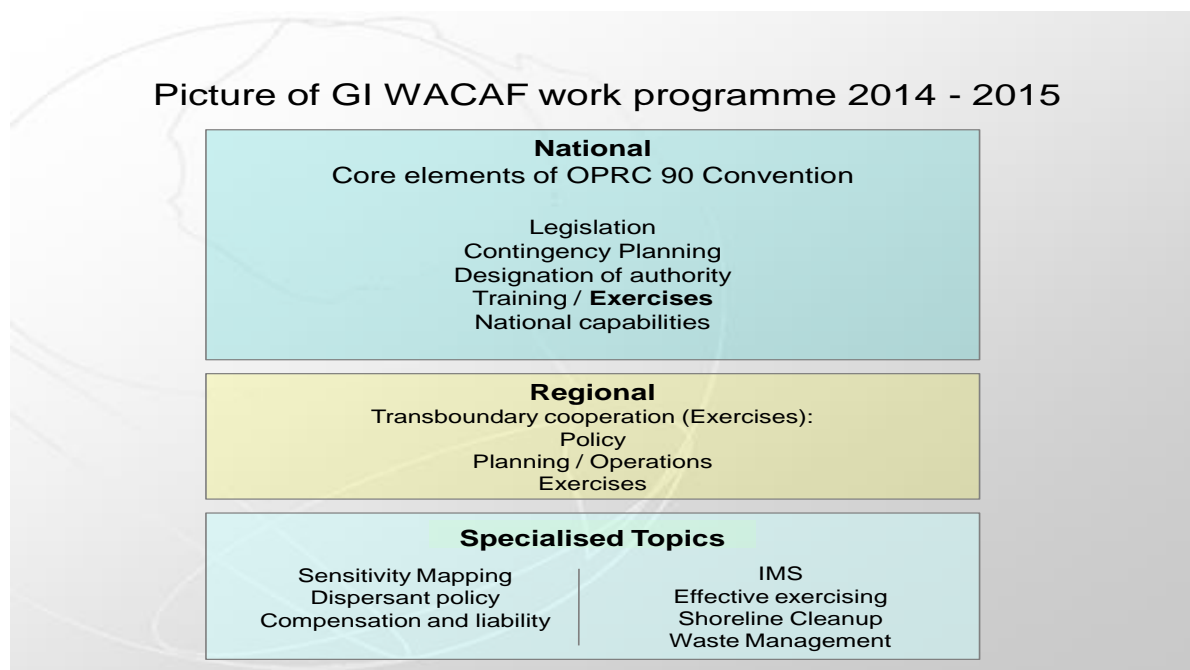 Picture of GI WACAF work programme 2014 - 2015
National
Core elements of OPRC 90 Convention
Legislation
Contingency Planning
Designation of authority
Training / Exercises
National capabilities
Regional
Transboundary cooperation (Exercises):
Policy
Planning / Operations
Exercises
Specialised Topics
Sensitivity Mapping
Dispersant policy
Compensation and liability
IMS
Effective exercising
Shoreline Cleanup
Waste Management